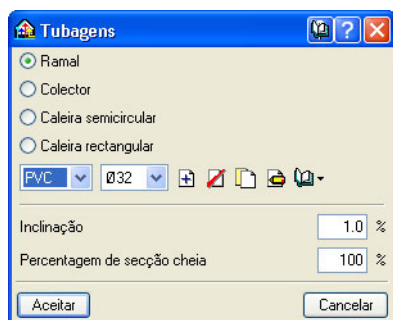 Tubagens
Ramal
Colector
Caleira semicircular
Caleira rectangular
PVC Ø32
Inclinação 1.0 %
Percentagem de secção cheia 100 %
Aceitar Cancelar